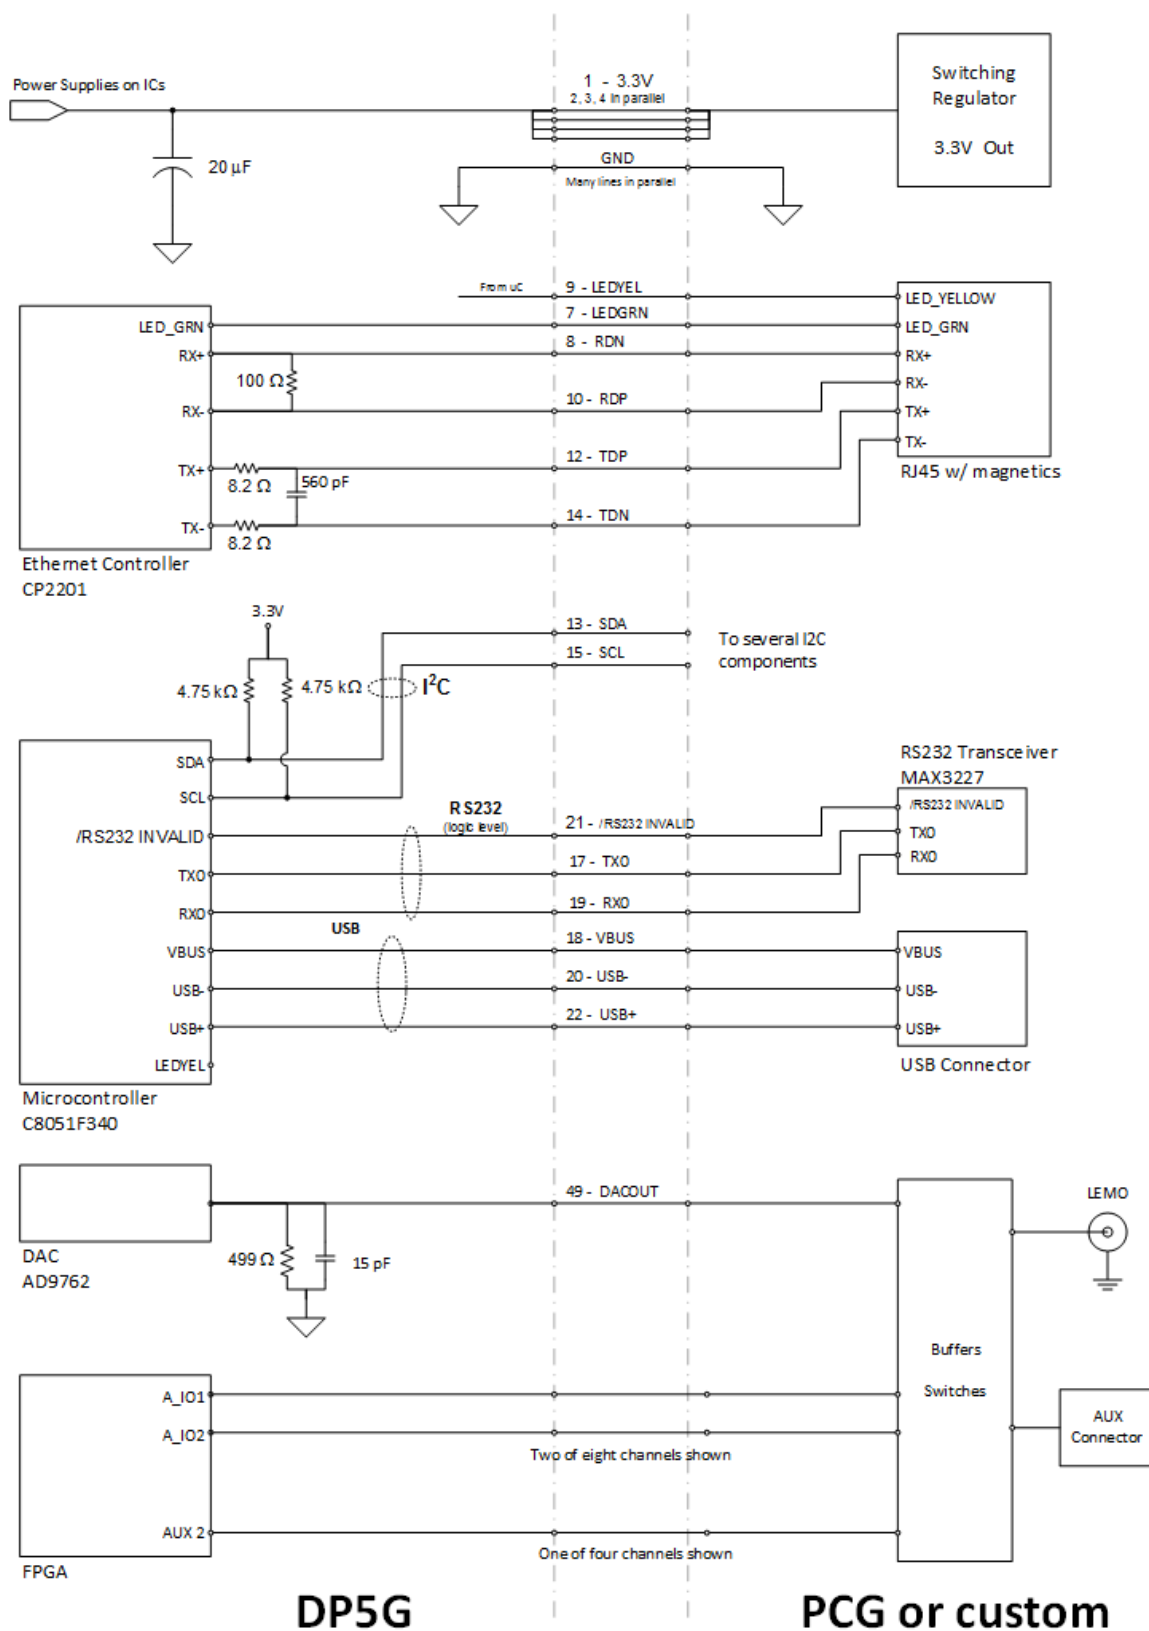 Power Supplies on ICs
1 - 3.3V
2, 3, 4 in parallel
Switching
Regulator
3.3V Out
20 µF
GND
Many lines in parallel
From uC
9 - LEDYEL
LED_YELLOW
LED_GRN
7 - LEDGRN
LED_GRN
RX+
8 - RDN
RX+
100 Ω
RX-
RX-
10 - RDP
TX+
TX+
8.2 Ω
560 pF
12 - TDP
TX-
TX-
8.2 Ω
14 - TDN
RJ45 w/ magnetics
Ethernet Controller
CP2201
3.3V
13 - SDA
15 - SCL
To several I2C
components
4.75 kΩ
4.75 kΩ
I²C
SDA
SCL
RS232 Transceiver
MAX3227
RS232
(logic level)
/RS232 INVALID
21 - /RS232 INVALID
/RS232 INVALID
TX0
17 - TX0
TX0
RX0
19 - RX0
RX0
USB
VBUS
18 - VBUS
VBUS
USB-
20 - USB-
USB-
USB+
22 - USB+
USB+
LEDYEL
USB Connector
Microcontroller
C8051F340
49 - DACOUT
LEMO
DAC
AD9762
499 Ω
15 pF
Buffers
Switches
A_IO1
A_IO2
Two of eight channels shown
AUX
Connector
AUX 2
One of four channels shown
FPGA
DP5G
PCG or custom